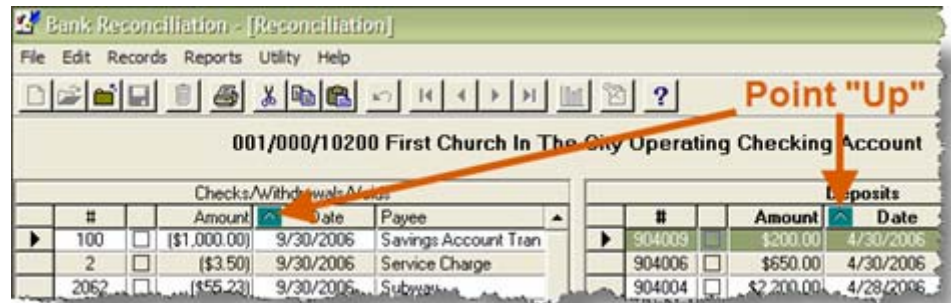 Bank Reconciliation - [Reconciliation]
File Edit Records Reports Utility Help
Point "Up"
001/000/10200 First Church In The City Operating Checking Account
Checks/Withdrawals/Voids Deposits
# Amount Date Payee # Amount Date
100 ($1,000.00) 9/30/2006 Savings Account Tran 904009 $200.00 4/30/2006
2 ($3.50) 9/30/2006 Service Charge 904006 $650.00 4/30/2006
2062 ($55.23) 9/30/2006 Subway 904004 $2,200.00 4/28/2006